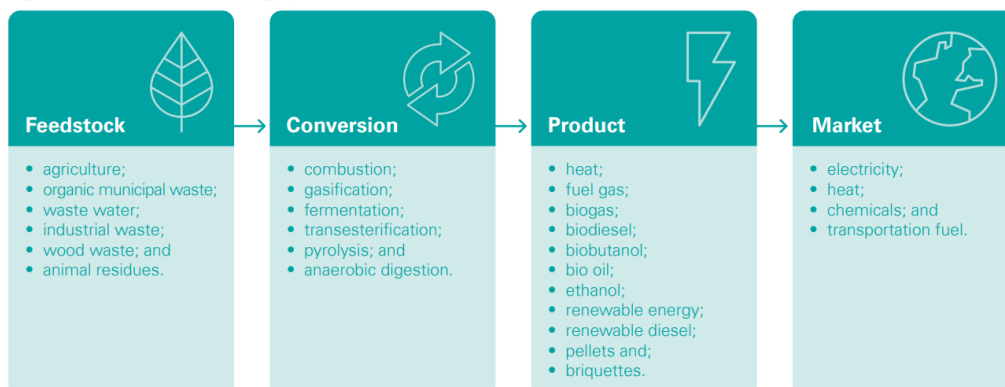 Feedstock
• agriculture;
• organic municipal waste;
• waste water;
• industrial waste;
• wood waste; and
• animal residues.
Conversion
• combustion;
• gasification;
• fermentation;
• transesterification;
• pyrolysis; and
• anaerobic digestion.
Product
• heat;
• fuel gas;
• biogas;
• biodiesel;
• biobutanol;
• bio oil;
• ethanol;
• renewable energy;
• renewable diesel;
• pellets and;
• briquettes.
Market
• electricity;
• heat;
• chemicals; and
• transportation fuel.